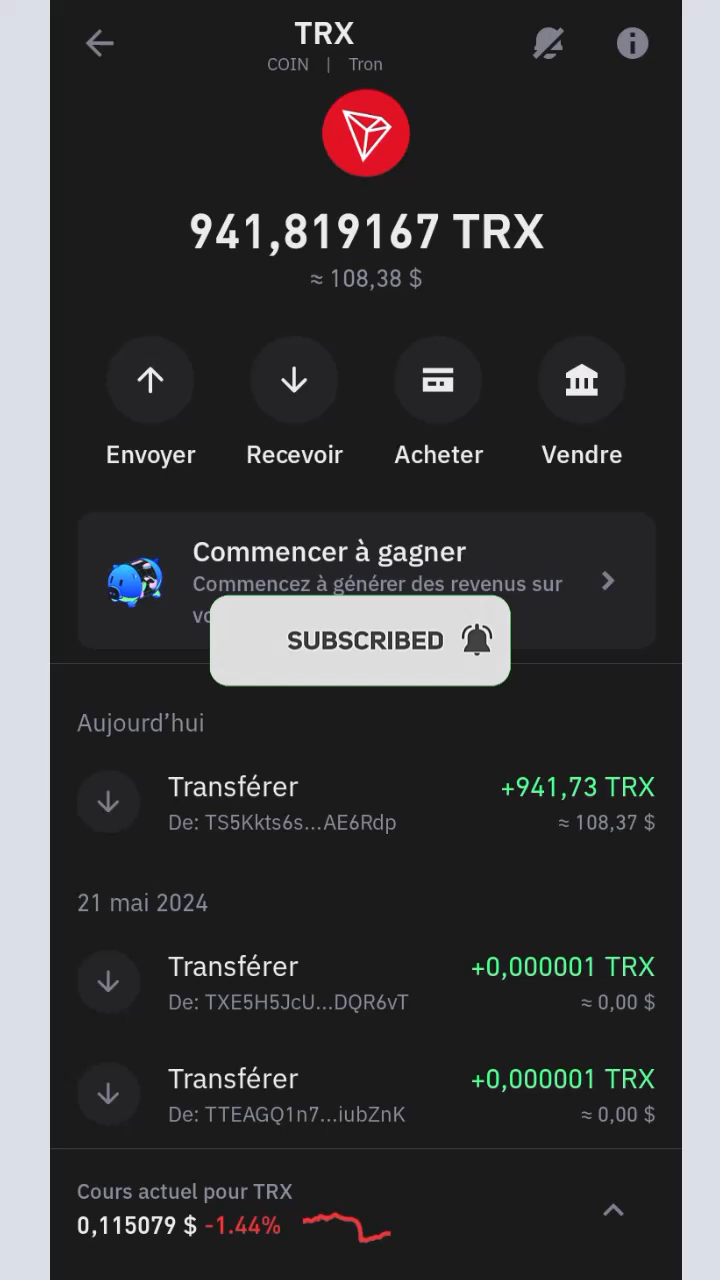 TRX
COIN | Tron
941,819167 TRX
≈ 108,38 $
Envoyer
Recevoir
Acheter
Vendre
Commencer à gagner
Commencez à générer des revenus sur
SUBSCRIBED
Aujourd’hui
Transférer
+941,73 TRX
De: TS5Kkts6s...AE6Rdp
≈ 108,37 $
21 mai 2024
Transférer
+0,000001 TRX
De: TXE5H5JcU...DQR6vT
≈ 0,00 $
Transférer
+0,000001 TRX
De: TTEAGQ1n7...iubZnK
≈ 0,00 $
Cours actuel pour TRX
0,115079 $ -1.44%